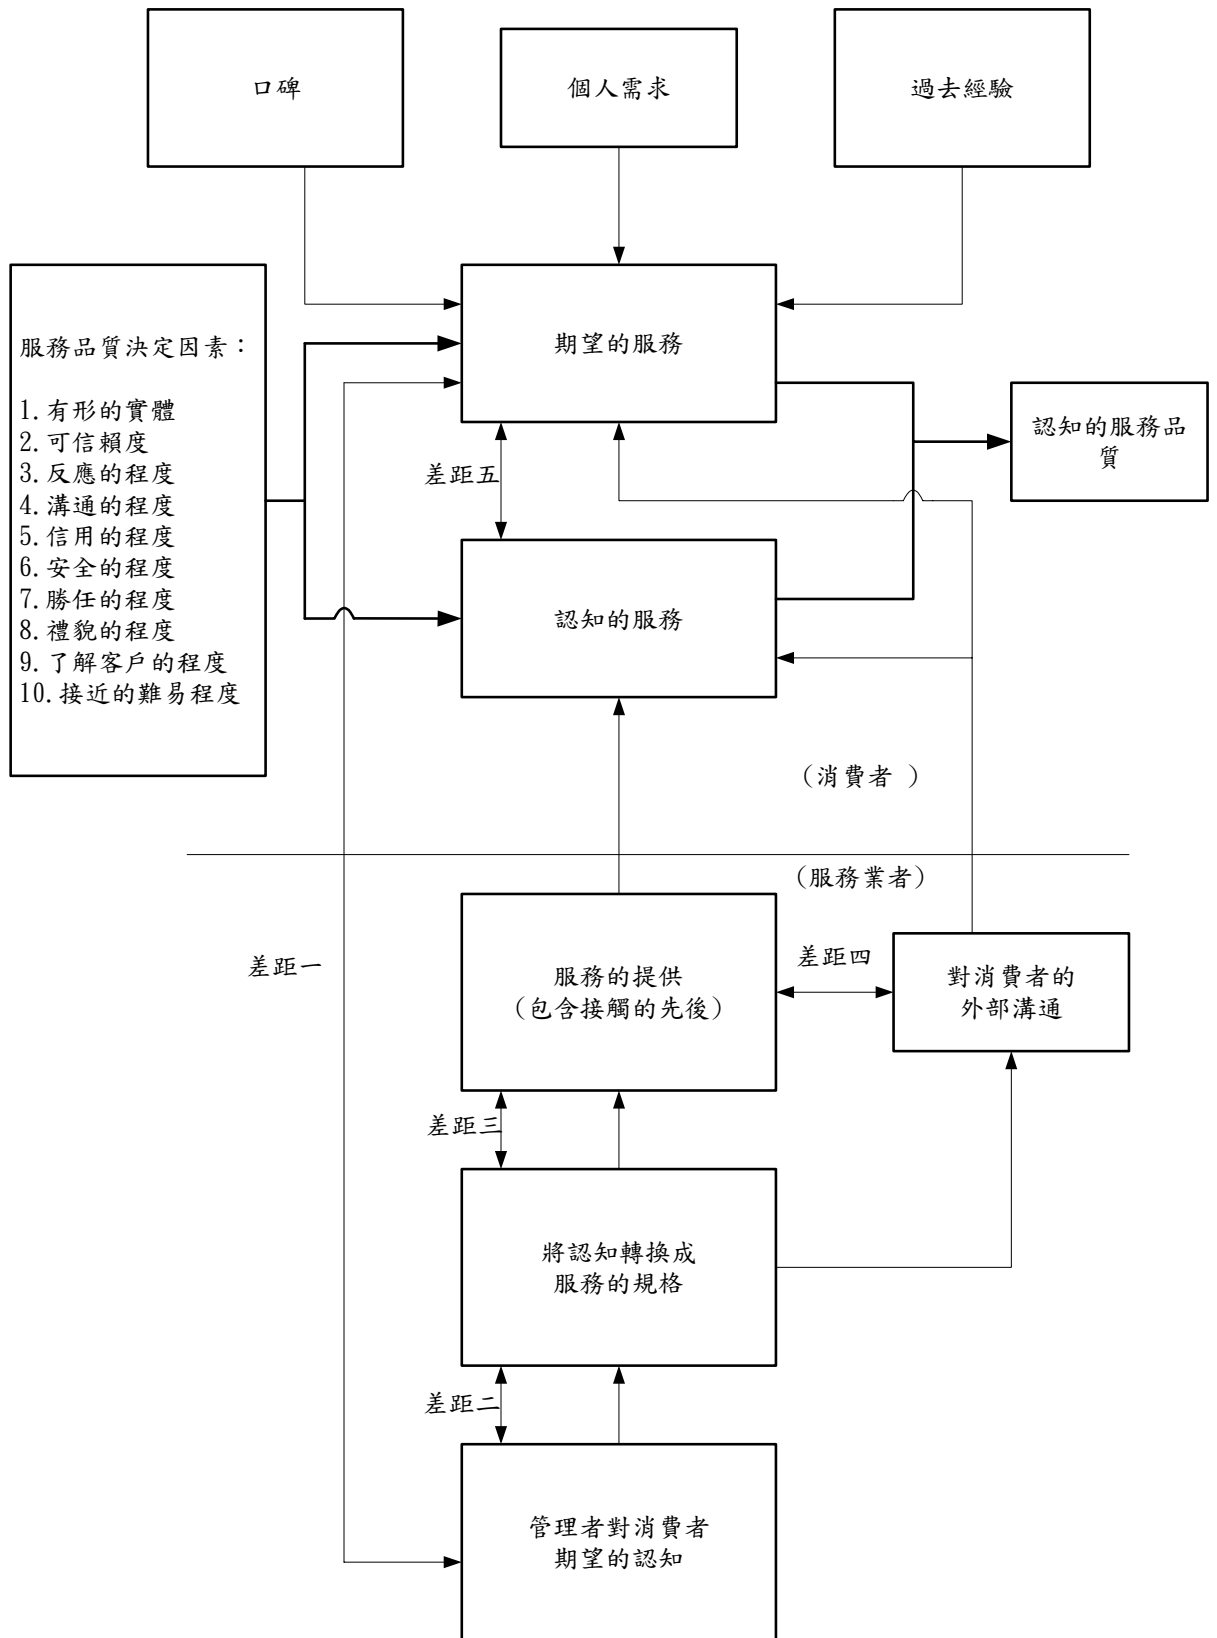 口碑
個人需求
過去經驗
服務品質決定因素：
1.有形的實體
2.可信賴度
3.反應的程度
4.溝通的程度
5.信用的程度
6.安全的程度
7.勝任的程度
8.禮貌的程度
9.了解客戶的程度
10.接近的難易程度
期望的服務
認知的服務品
質
差距五
認知的服務
（消費者 ）
（服務業者）
差距一
服務的提供
（包含接觸的先後）
差距四
對消費者的
外部溝通
差距三
將認知轉換成
服務的規格
差距二
管理者對消費者
期望的認知